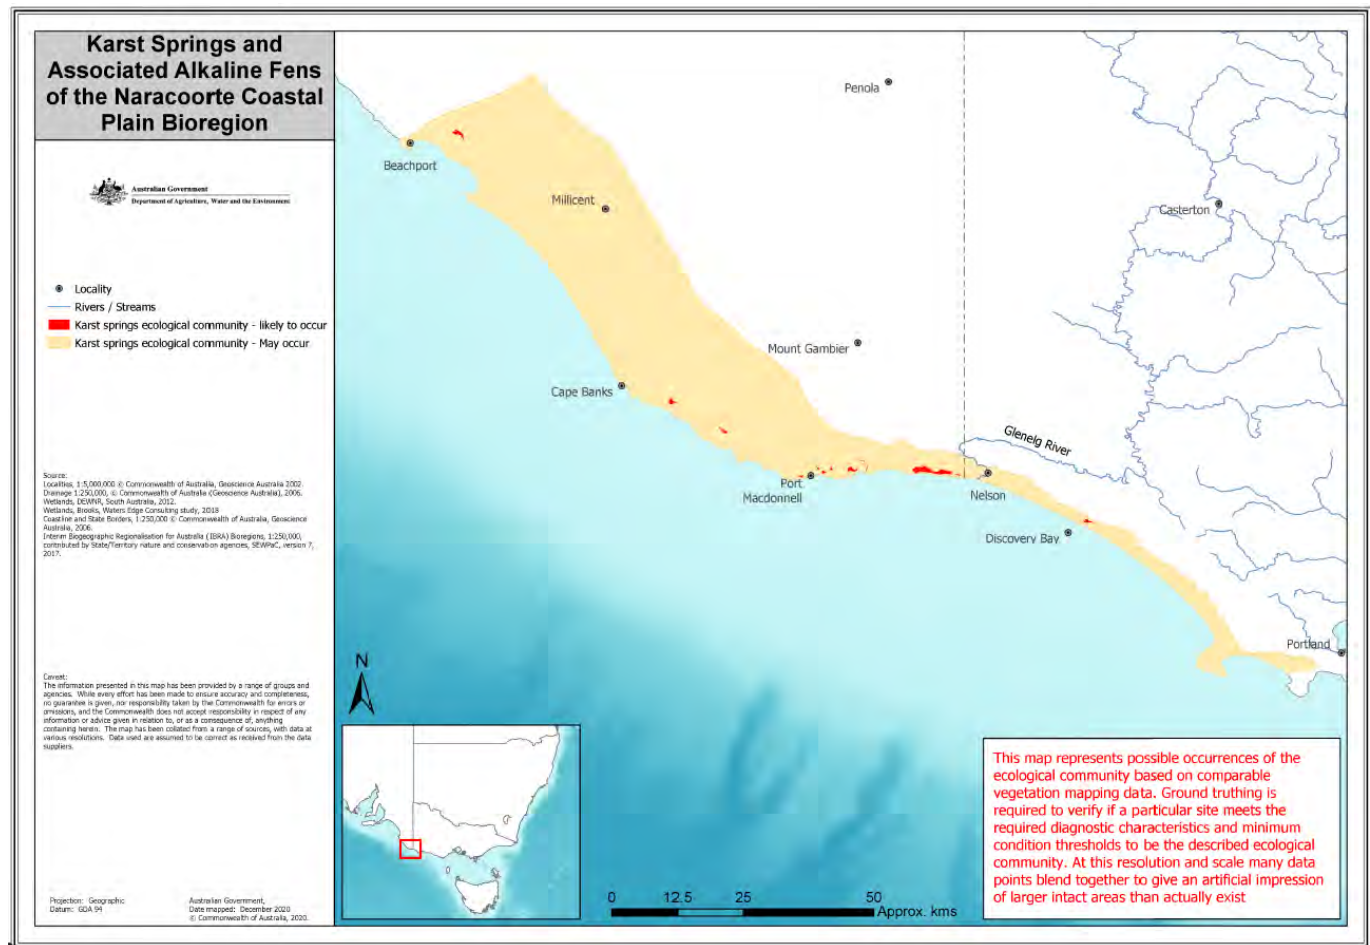 Karst Springs and
Associated Alkaline Fens
of the Naracoorte Coastal
Plain Bioregion
Australian Government
Department of Agriculture, Water and the Environment
Locality
Rivers / Streams
Karst springs ecological community - likely to occur
Karst springs ecological community - May occur
Source:
Localities, 1:5,000,000 © Commonwealth of Australia, Geoscience Australia 2002.
Drainage 1:250,000, © Commonwealth of Australia (Geoscience Australia), 2006.
Wetlands, DEWNR, South Australia, 2012.
Wetlands, Brooks, Waters Edge Consulting study, 2018
Coastline and State Borders, 1:250,000 © Commonwealth of Australia, Geoscience
Australia, 2006.
Interim Biogeographic Regionalisation for Australia (IBRA) Bioregions, 1:250,000,
contributed by State/Territory nature and conservation agencies, SEWPaC, version 7,
2017.
Caveat:
The information presented in this map has been provided by a range of groups and
agencies. While every effort has been made to ensure accuracy and completeness,
no guarantee is given, nor responsibility taken by the Commonwealth for errors or
omissions, and the Commonwealth does not accept responsibility in respect of any
information or advice given in relation to, or as a consequence of, anything
containing herein. The map has been collated from a range of sources, with data at
various resolutions. Data used are assumed to be correct as received from the data
suppliers.
Projection: Geographic
Datum: GDA 94
Australian Government,
Date mapped: December 2020
© Commonwealth of Australia, 2020.
Penola
Beachport
Millicent
Casterton
Mount Gambier
Cape Banks
Glenelg River
Port
Macdonnell
Nelson
Discovery Bay
Portland
N
0 12.5 25 50
Approx. kms
This map represents possible occurrences of the
ecological community based on comparable
vegetation mapping data. Ground truthing is
required to verify if a particular site meets the
required diagnostic characteristics and minimum
condition thresholds to be the described ecological
community. At this resolution and scale many data
points blend together to give an artificial impression
of larger intact areas than actually exist